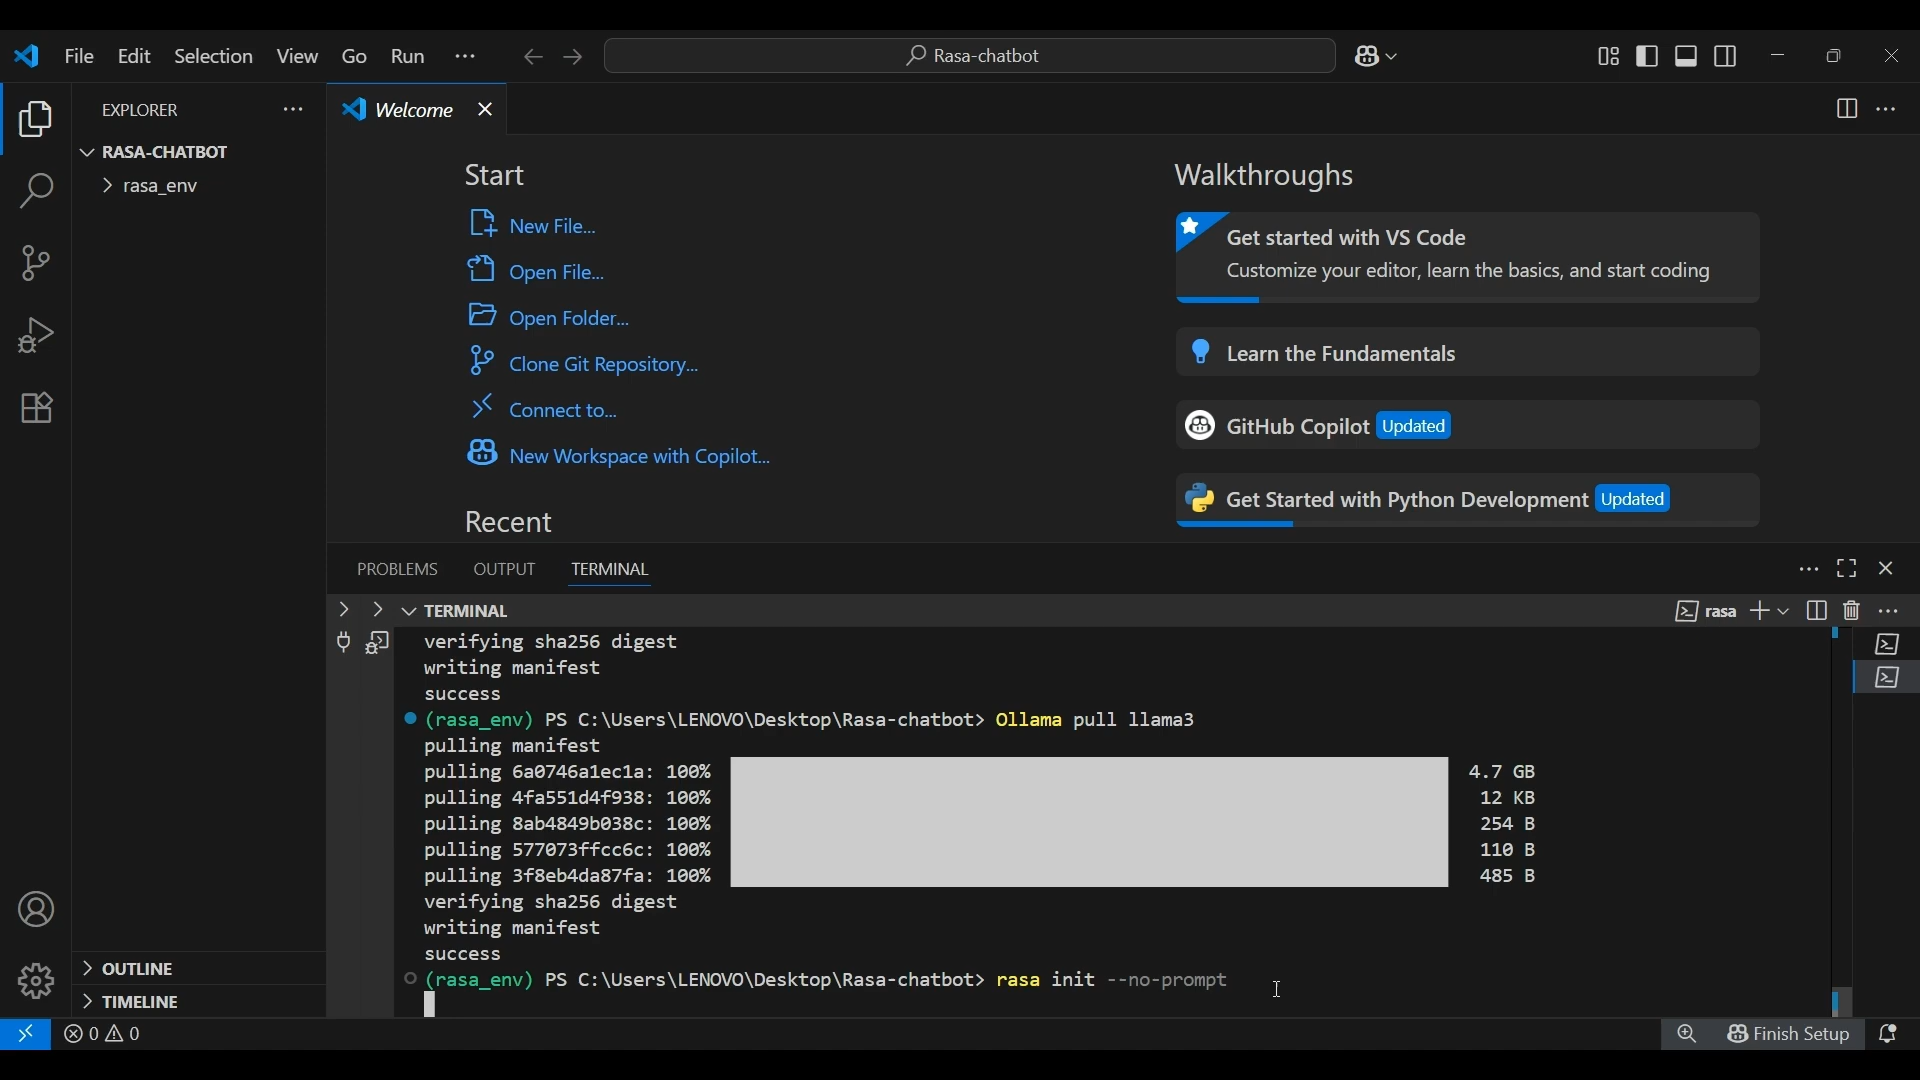 File Edit Selection View Go Run ···
Rasa-chatbot
EXPLORER
Welcome
RASA-CHATBOT
rasa_env
Start
New File...
Open File...
Open Folder...
Clone Git Repository...
Connect to...
New Workspace with Copilot...
Recent
Walkthroughs
Get started with VS Code
Customize your editor, learn the basics, and start coding
Learn the Fundamentals
GitHub Copilot Updated
Get Started with Python Development Updated
PROBLEMS OUTPUT TERMINAL
TERMINAL
rasa
verifying sha256 digest
writing manifest
success
(rasa_env) PS C:\Users\LENOVO\Desktop\Rasa-chatbot> Ollama pull llama3
pulling manifest
pulling 6a0746a1ec1a: 100% 4.7 GB
pulling 4fa551d4f938: 100% 12 KB
pulling 8ab4849b038c: 100% 254 B
pulling 577073ffcc6c: 100% 110 B
pulling 3f8eb4da87fa: 100% 485 B
verifying sha256 digest
writing manifest
success
(rasa_env) PS C:\Users\LENOVO\Desktop\Rasa-chatbot> rasa init --no-prompt
OUTLINE
TIMELINE
0 0
Finish Setup